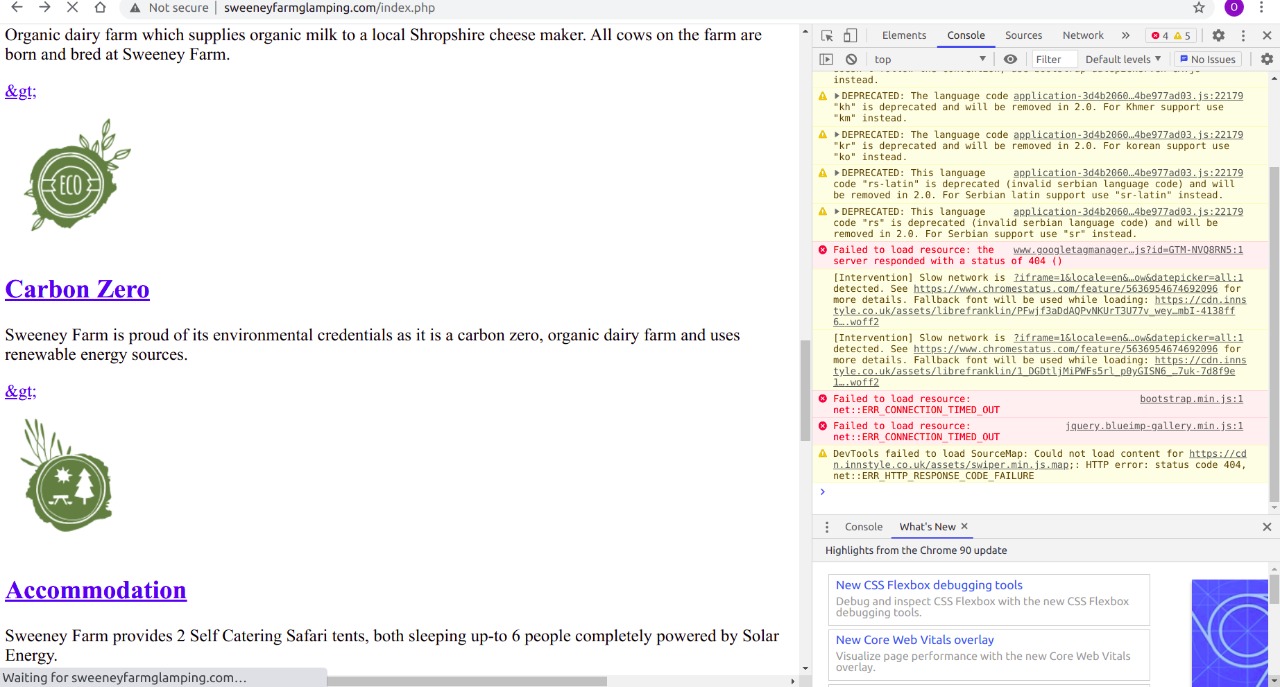 Not secure | sweeneyfarmglamping.com/index.php
O
Organic dairy farm which supplies organic milk to a local Shropshire cheese maker. All cows on the farm are
born and bred at Sweeney Farm.
&gt;
ECO
Carbon Zero
Sweeney Farm is proud of its environmental credentials as it is a carbon zero, organic dairy farm and uses
renewable energy sources.
&gt;
Accommodation
Sweeney Farm provides 2 Self Catering Safari tents, both sleeping up-to 6 people completely powered by Solar
Energy.
Waiting for sweeneyfarmglamping.com…
Elements Console Sources Network » 4 5
top Filter Default levels No Issues
instead.
DEPRECATED: The language code application-3d4b2060…4be977ad03.js:22179
"kh" is deprecated and will be removed in 2.0. For Khmer support use
"km" instead.
DEPRECATED: The language code application-3d4b2060…4be977ad03.js:22179
"kr" is deprecated and will be removed in 2.0. For korean support use
"ko" instead.
DEPRECATED: This language application-3d4b2060…4be977ad03.js:22179
code "rs-latin" is deprecated (invalid serbian language code) and will
be removed in 2.0. For Serbian latin support use "sr-latin" instead.
DEPRECATED: This language application-3d4b2060…4be977ad03.js:22179
code "rs" is deprecated (invalid serbian language code) and will be
removed in 2.0. For Serbian support use "sr" instead.
Failed to load resource: the www.googletagmanager…js?id=GTM-NVQ8RN5:1
server responded with a status of 404 ()
[Intervention] Slow network is ?iframe=1&locale=en&…ow&datepicker=all:1
detected. See https://www.chromestatus.com/feature/5636954674692096 for
more details. Fallback font will be used while loading: https://cdn.inns
tyle.co.uk/assets/librefranklin/PFwjf3aDdAQPvNKUrT3U77v_wey…mbI-4138ff
6….woff2
[Intervention] Slow network is ?iframe=1&locale=en&…ow&datepicker=all:1
detected. See https://www.chromestatus.com/feature/5636954674692096 for
more details. Fallback font will be used while loading: https://cdn.inns
tyle.co.uk/assets/librefranklin/1_DGDtljMiPWFs5rl_p0yGISN6_…7uk-7d8f9e
1….woff2
Failed to load resource: bootstrap.min.js:1
net::ERR_CONNECTION_TIMED_OUT
Failed to load resource: jquery.blueimp-gallery.min.js:1
net::ERR_CONNECTION_TIMED_OUT
DevTools failed to load SourceMap: Could not load content for https://cd
n.innstyle.co.uk/assets/swiper.min.js.map;: HTTP error: status code 404,
net::ERR_HTTP_RESPONSE_CODE_FAILURE
Console What's New
Highlights from the Chrome 90 update
New CSS Flexbox debugging tools
Debug and inspect CSS Flexbox with the new CSS Flexbox
debugging tools.
New Core Web Vitals overlay
Visualize page performance with the new Core Web Vitals
overlay.